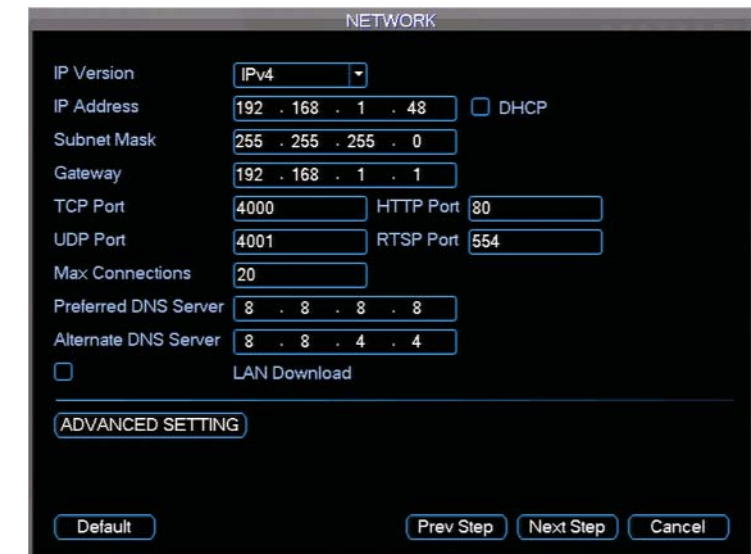 NETWORK
IP Version IPv4
IP Address 192 . 168 . 1 . 48 DHCP
Subnet Mask 255 . 255 . 255 . 0
Gateway 192 . 168 . 1 . 1
TCP Port 4000 HTTP Port 80
UDP Port 4001 RTSP Port 554
Max Connections 20
Preferred DNS Server 8 . 8 . 8 . 8
Alternate DNS Server 8 . 8 . 4 . 4
LAN Download
ADVANCED SETTING
Default Prev Step Next Step Cancel